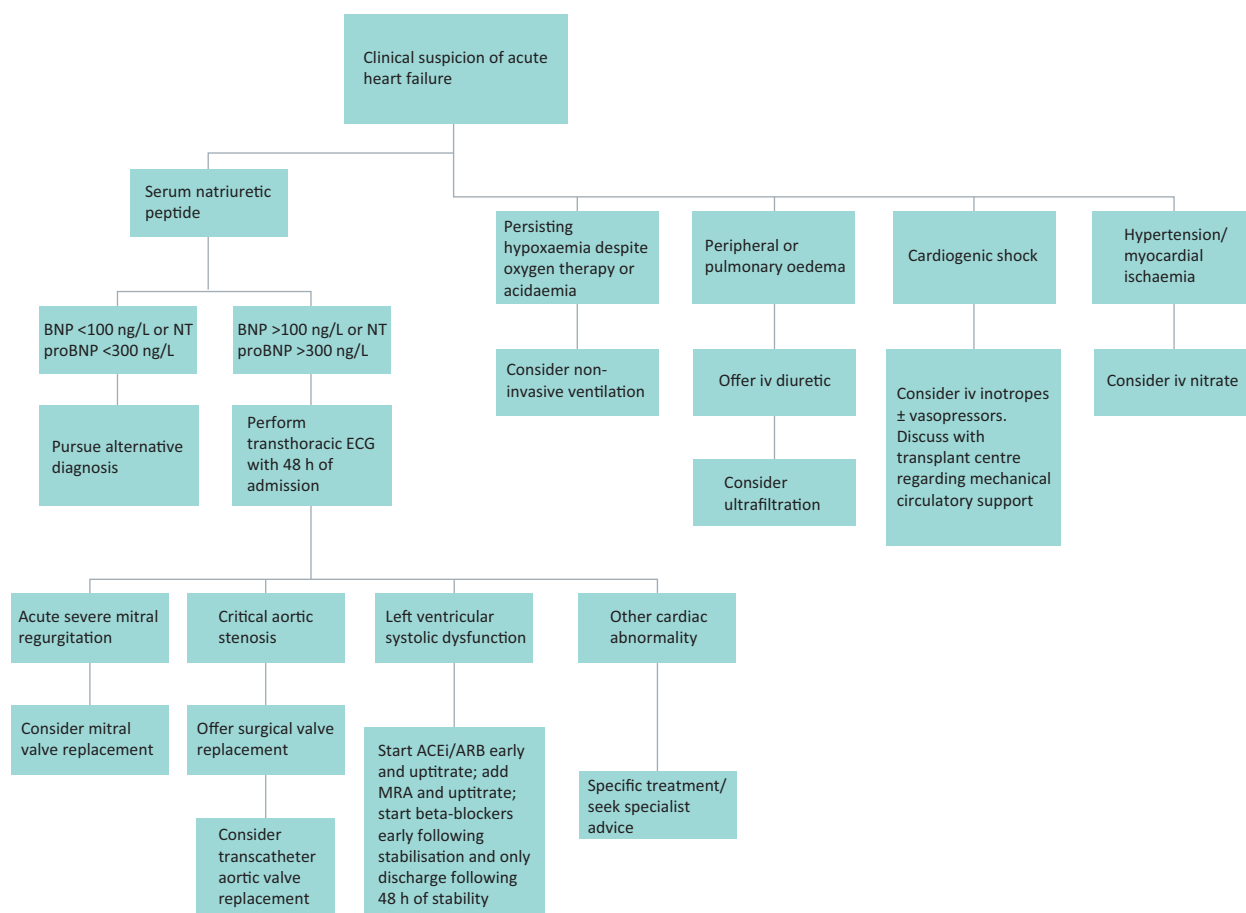 Clinical suspicion of acute
heart failure
Serum natriuretic
peptide
Persisting
hypoxaemia despite
oxygen therapy or
acidaemia
Peripheral or
pulmonary oedema
Cardiogenic shock
Hypertension/
myocardial
ischaemia
BNP <100 ng/L or NT
proBNP <300 ng/L
BNP >100 ng/L or NT
proBNP >300 ng/L
Consider non-
invasive ventilation
Offer iv diuretic
Consider iv inotropes
± vasopressors.
Discuss with
transplant centre
regarding mechanical
circulatory support
Consider iv nitrate
Pursue alternative
diagnosis
Perform
transthoracic ECG
with 48 h of
admission
Consider
ultrafiltration
Acute severe mitral
regurgitation
Critical aortic
stenosis
Left ventricular
systolic dysfunction
Other cardiac
abnormality
Consider mitral
valve replacement
Offer surgical valve
replacement
Start ACEi/ARB early
and uptitrate; add
MRA and uptitrate;
start beta-blockers
early following
stabilisation and only
discharge following
48 h of stability
Specific treatment/
seek specialist
advice
Consider
transcatheter
aortic valve
replacement